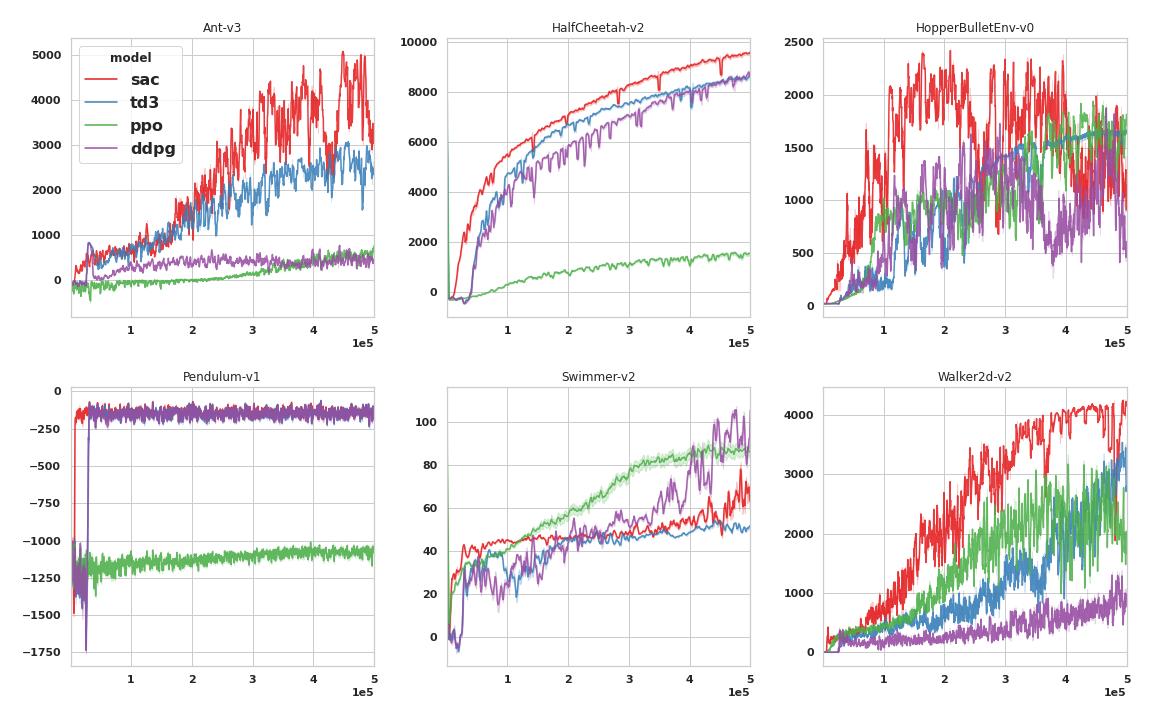 Ant-v3
5000
4000
3000
2000
1000
0
model
sac
td3
ppo
ddpg
1 2 3 4 5
1e5
HalfCheetah-v2
10000
8000
6000
4000
2000
0
1 2 3 4 5
1e5
HopperBulletEnv-v0
2500
2000
1500
1000
500
0
1 2 3 4 5
1e5
Pendulum-v1
0
−250
−500
−750
−1000
−1250
−1500
−1750
1 2 3 4 5
1e5
Swimmer-v2
100
80
60
40
20
0
1 2 3 4 5
1e5
Walker2d-v2
4000
3000
2000
1000
0
1 2 3 4 5
1e5